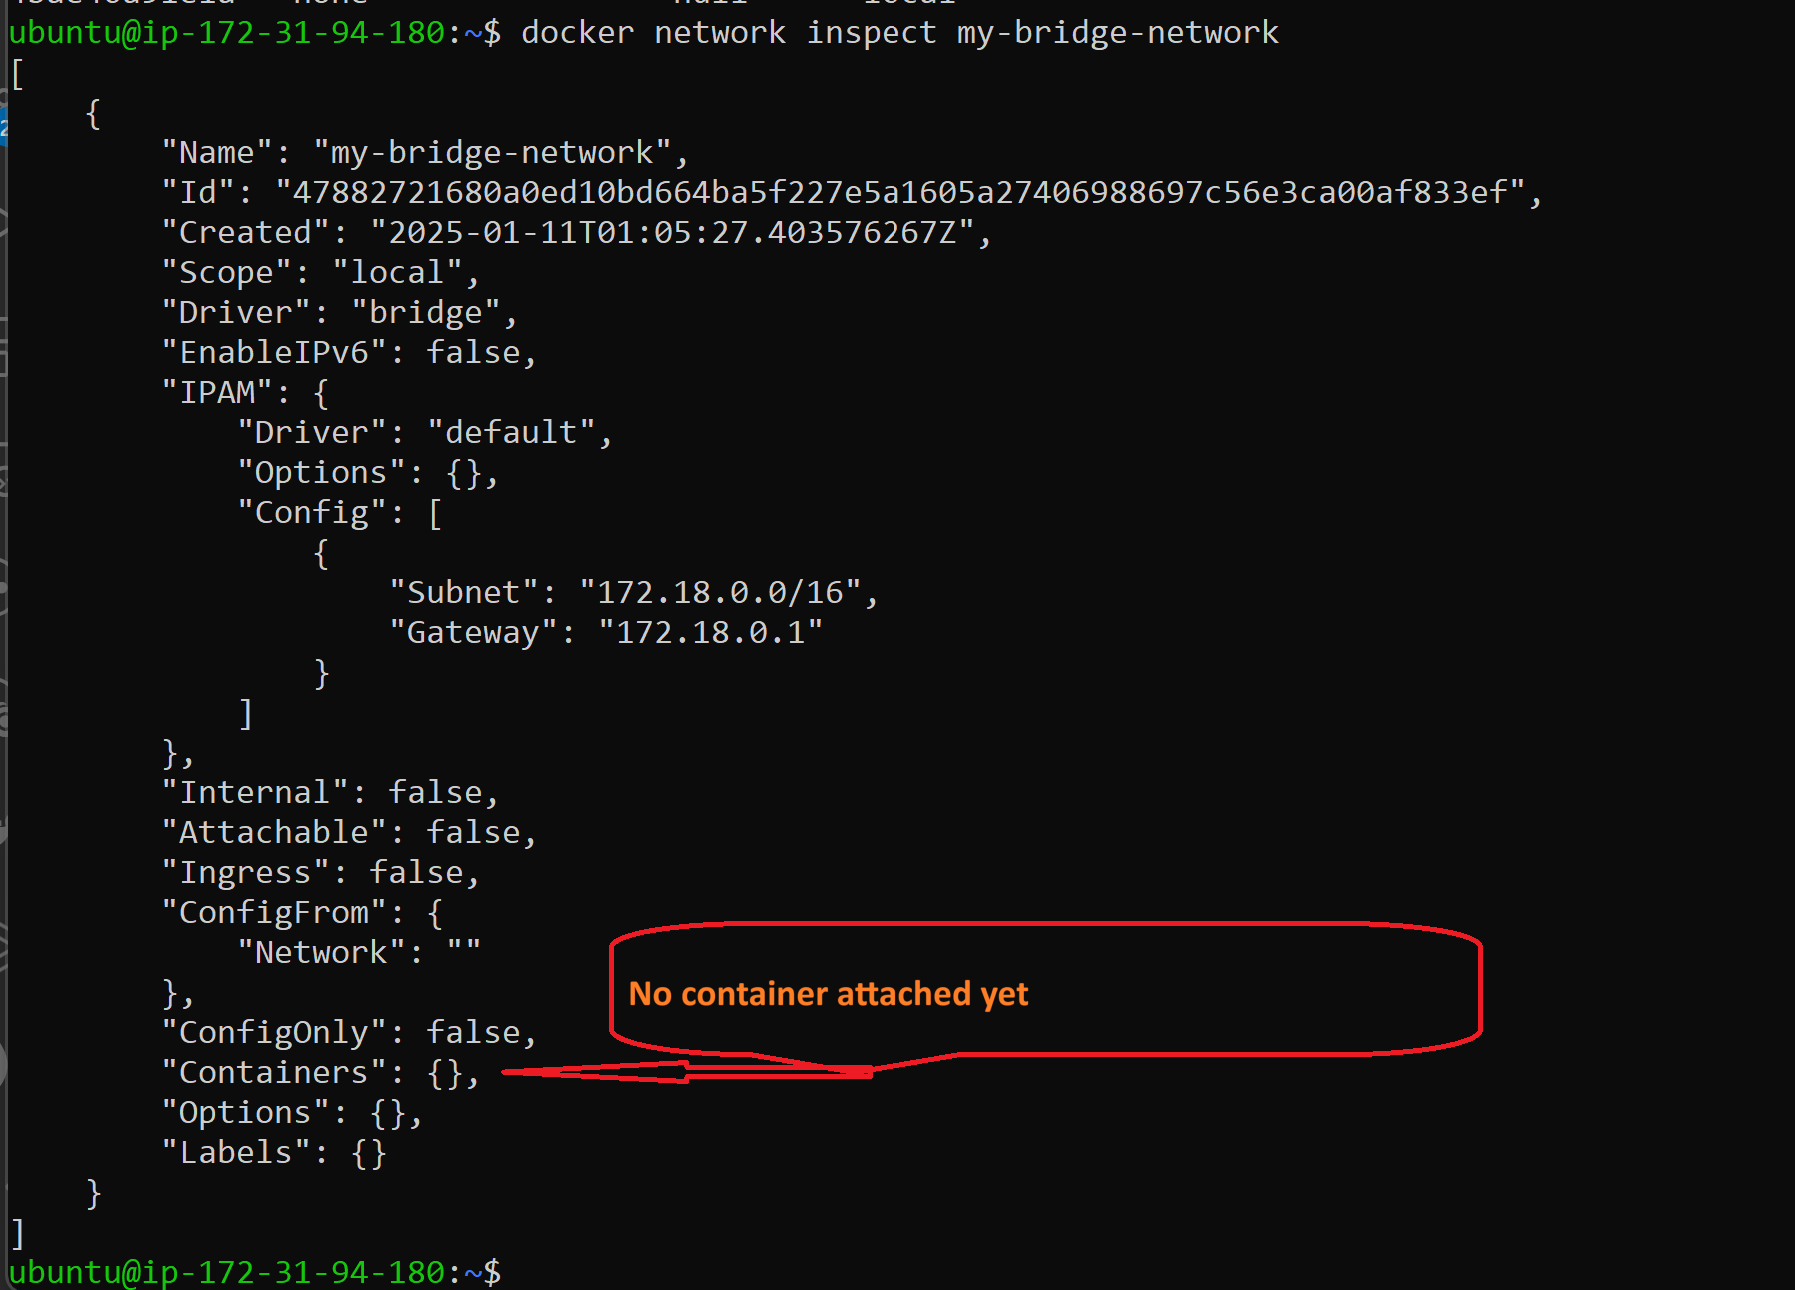 ubuntu@ip-172-31-94-180:~$ docker network inspect my-bridge-network
[
    {
        "Name": "my-bridge-network",
        "Id": "47882721680a0ed10bd664ba5f227e5a1605a27406988697c56e3ca00af833ef",
        "Created": "2025-01-11T01:05:27.403576267Z",
        "Scope": "local",
        "Driver": "bridge",
        "EnableIPv6": false,
        "IPAM": {
            "Driver": "default",
            "Options": {},
            "Config": [
                {
                    "Subnet": "172.18.0.0/16",
                    "Gateway": "172.18.0.1"
                }
            ]
        },
        "Internal": false,
        "Attachable": false,
        "Ingress": false,
        "ConfigFrom": {
            "Network": ""
        },
No container attached yet
        "ConfigOnly": false,
        "Containers": {},
        "Options": {},
        "Labels": {}
    }
]
ubuntu@ip-172-31-94-180:~$